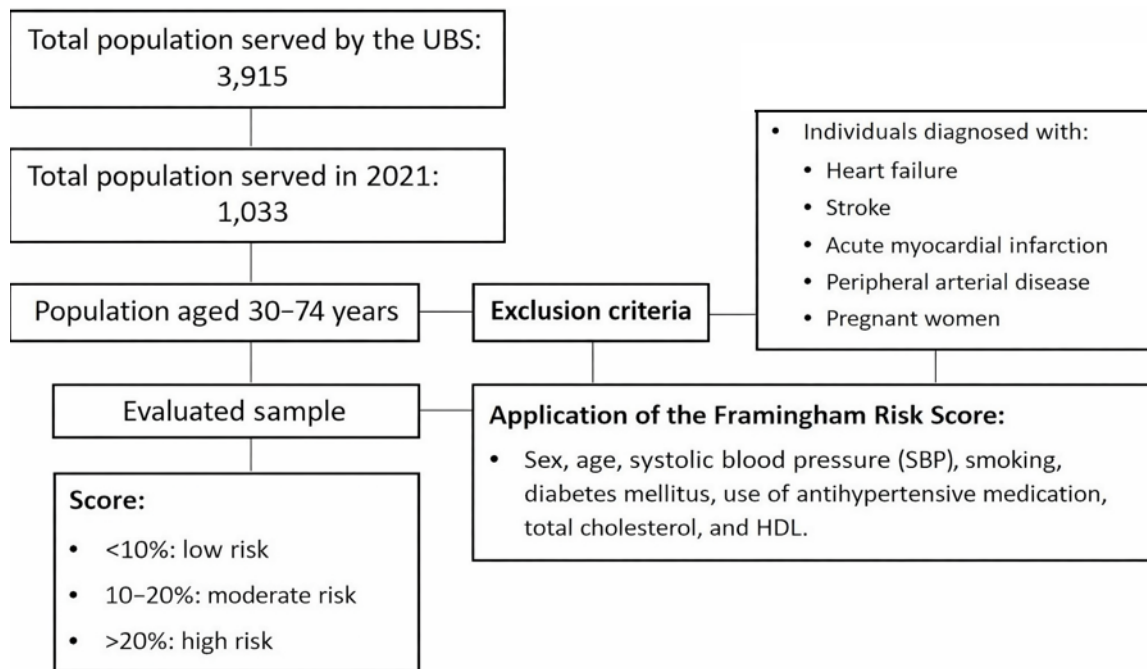 Total population served by the UBS:
3,915
Total population served in 2021:
1,033
Population aged 30–74 years
Exclusion criteria
• Individuals diagnosed with:
• Heart failure
• Stroke
• Acute myocardial infarction
• Peripheral arterial disease
• Pregnant women
Evaluated sample
Application of the Framingham Risk Score:
• Sex, age, systolic blood pressure (SBP), smoking,
diabetes mellitus, use of antihypertensive medication,
total cholesterol, and HDL.
Score:
• <10%: low risk
• 10–20%: moderate risk
• >20%: high risk